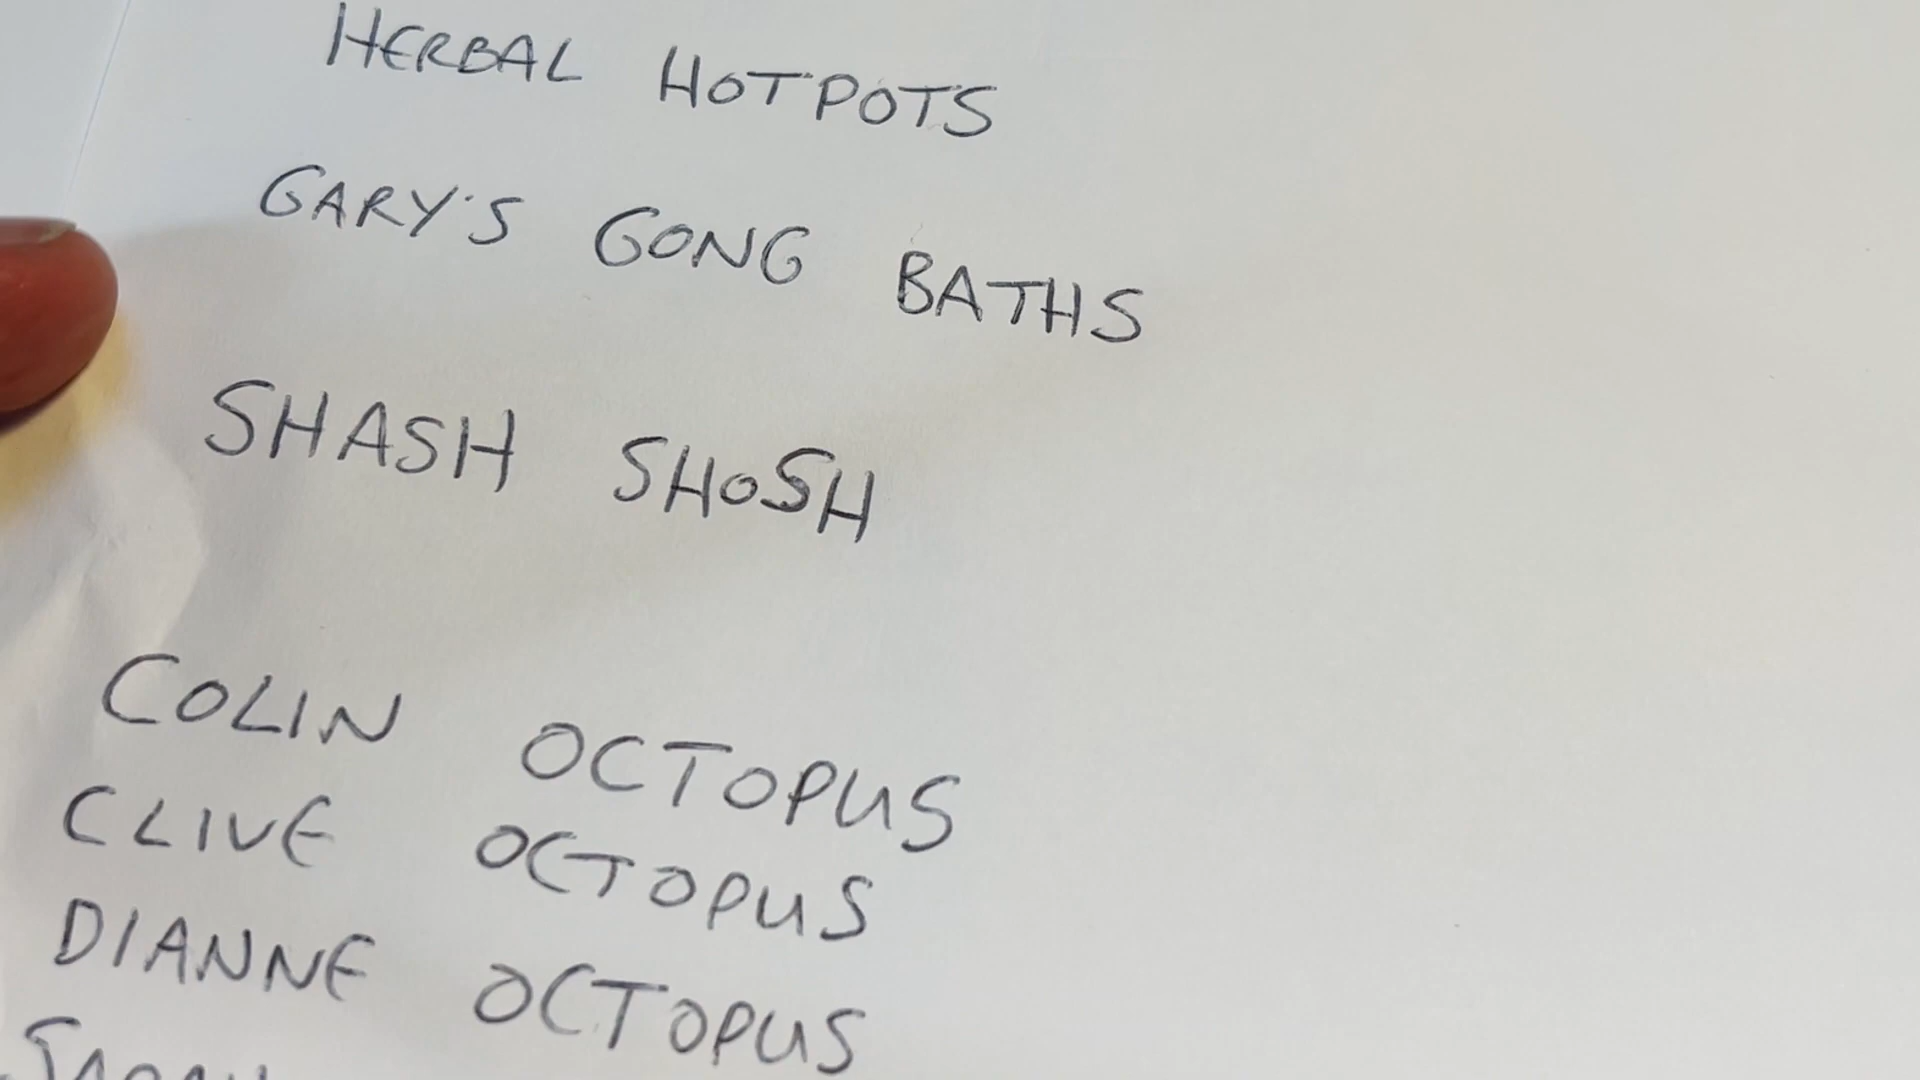 HERBAL HOTPOTS
GARY'S GONG BATHS
SHASH SHOSH
COLIN OCTOPUS
CLIVE OCTOPUS
DIANNE OCTOPUS